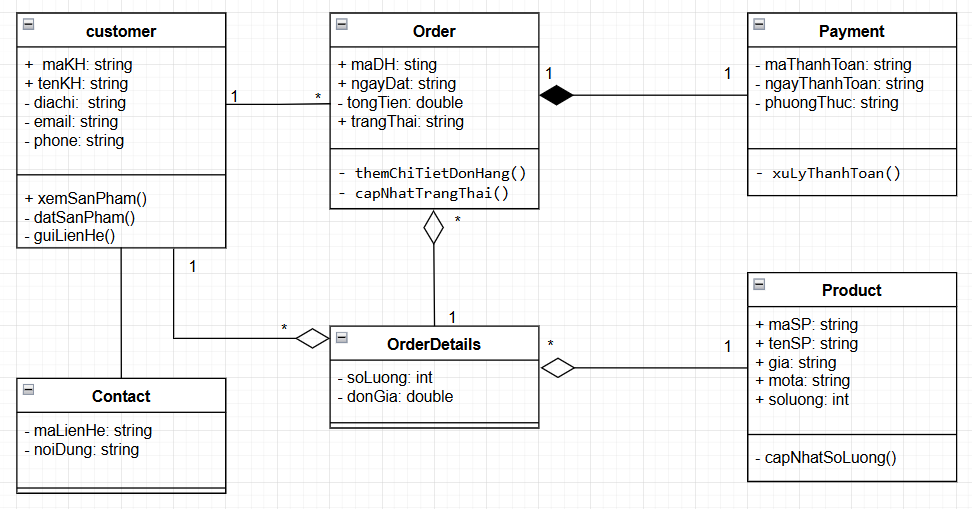 customer
+ maKH: string
+ tenKH: string
- diachi: string
- email: string
- phone: string
+ xemSanPham()
- datSanPham()
- guiLienHe()
1
*
Order
+ maDH: sting
+ ngayDat: string
- tongTien: double
+ trangThai: string
- themChiTietDonHang()
- capNhatTrangThai()
1
1
Payment
- maThanhToan: string
- ngayThanhToan: string
- phuongThuc: string
- xuLyThanhToan()
*
1
1
*
OrderDetails
- soLuong: int
- donGia: double
*
1
Product
+ maSP: string
+ tenSP: string
+ gia: string
+ mota: string
+ soluong: int
- capNhatSoLuong()
Contact
- maLienHe: string
- noiDung: string